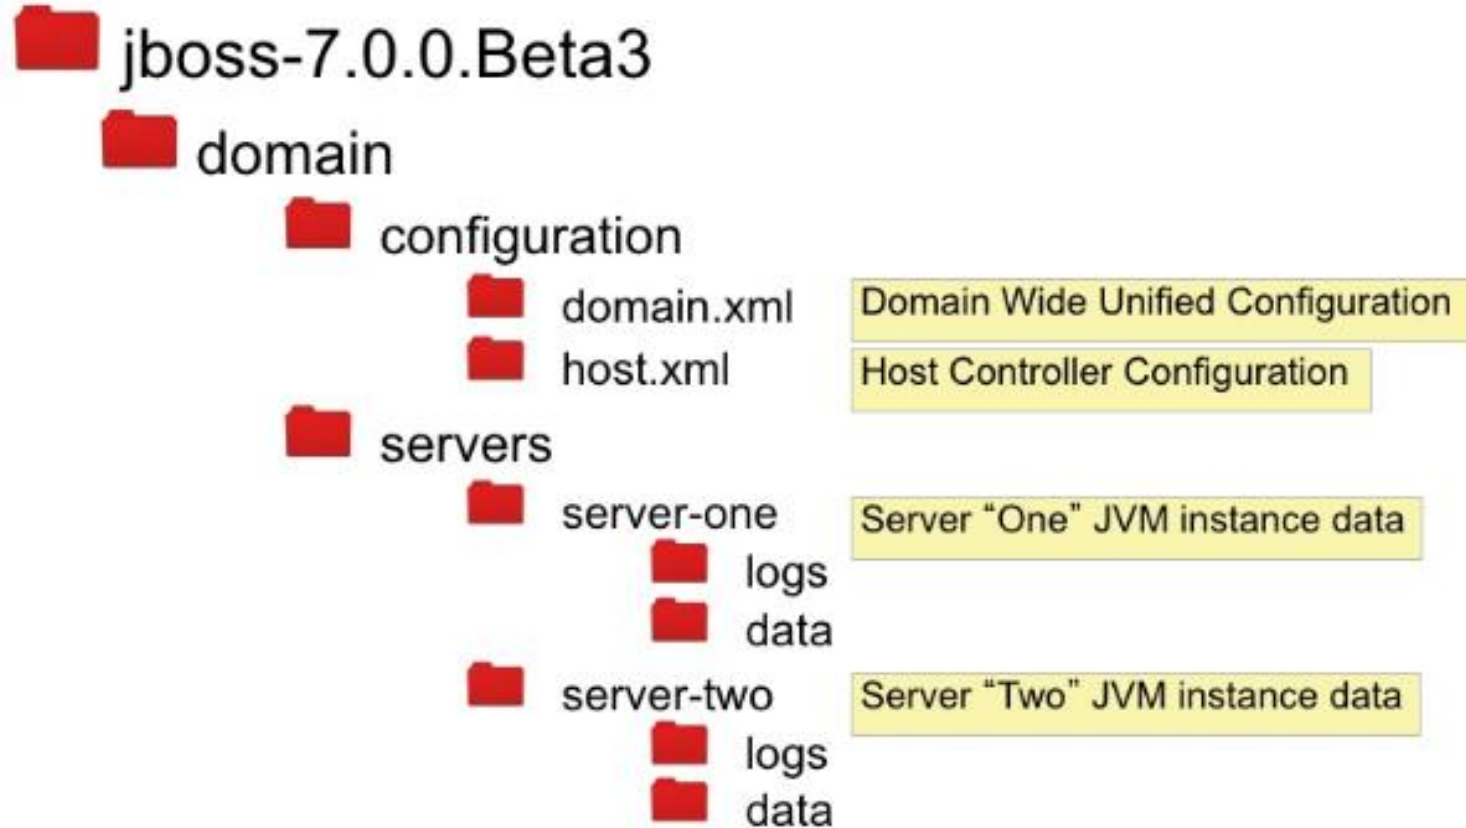 jboss-7.0.0.Beta3
domain
configuration
domain.xml Domain Wide Unified Configuration
host.xml Host Controller Configuration
servers
server-one Server “One” JVM instance data
logs
data
server-two Server “Two” JVM instance data
logs
data